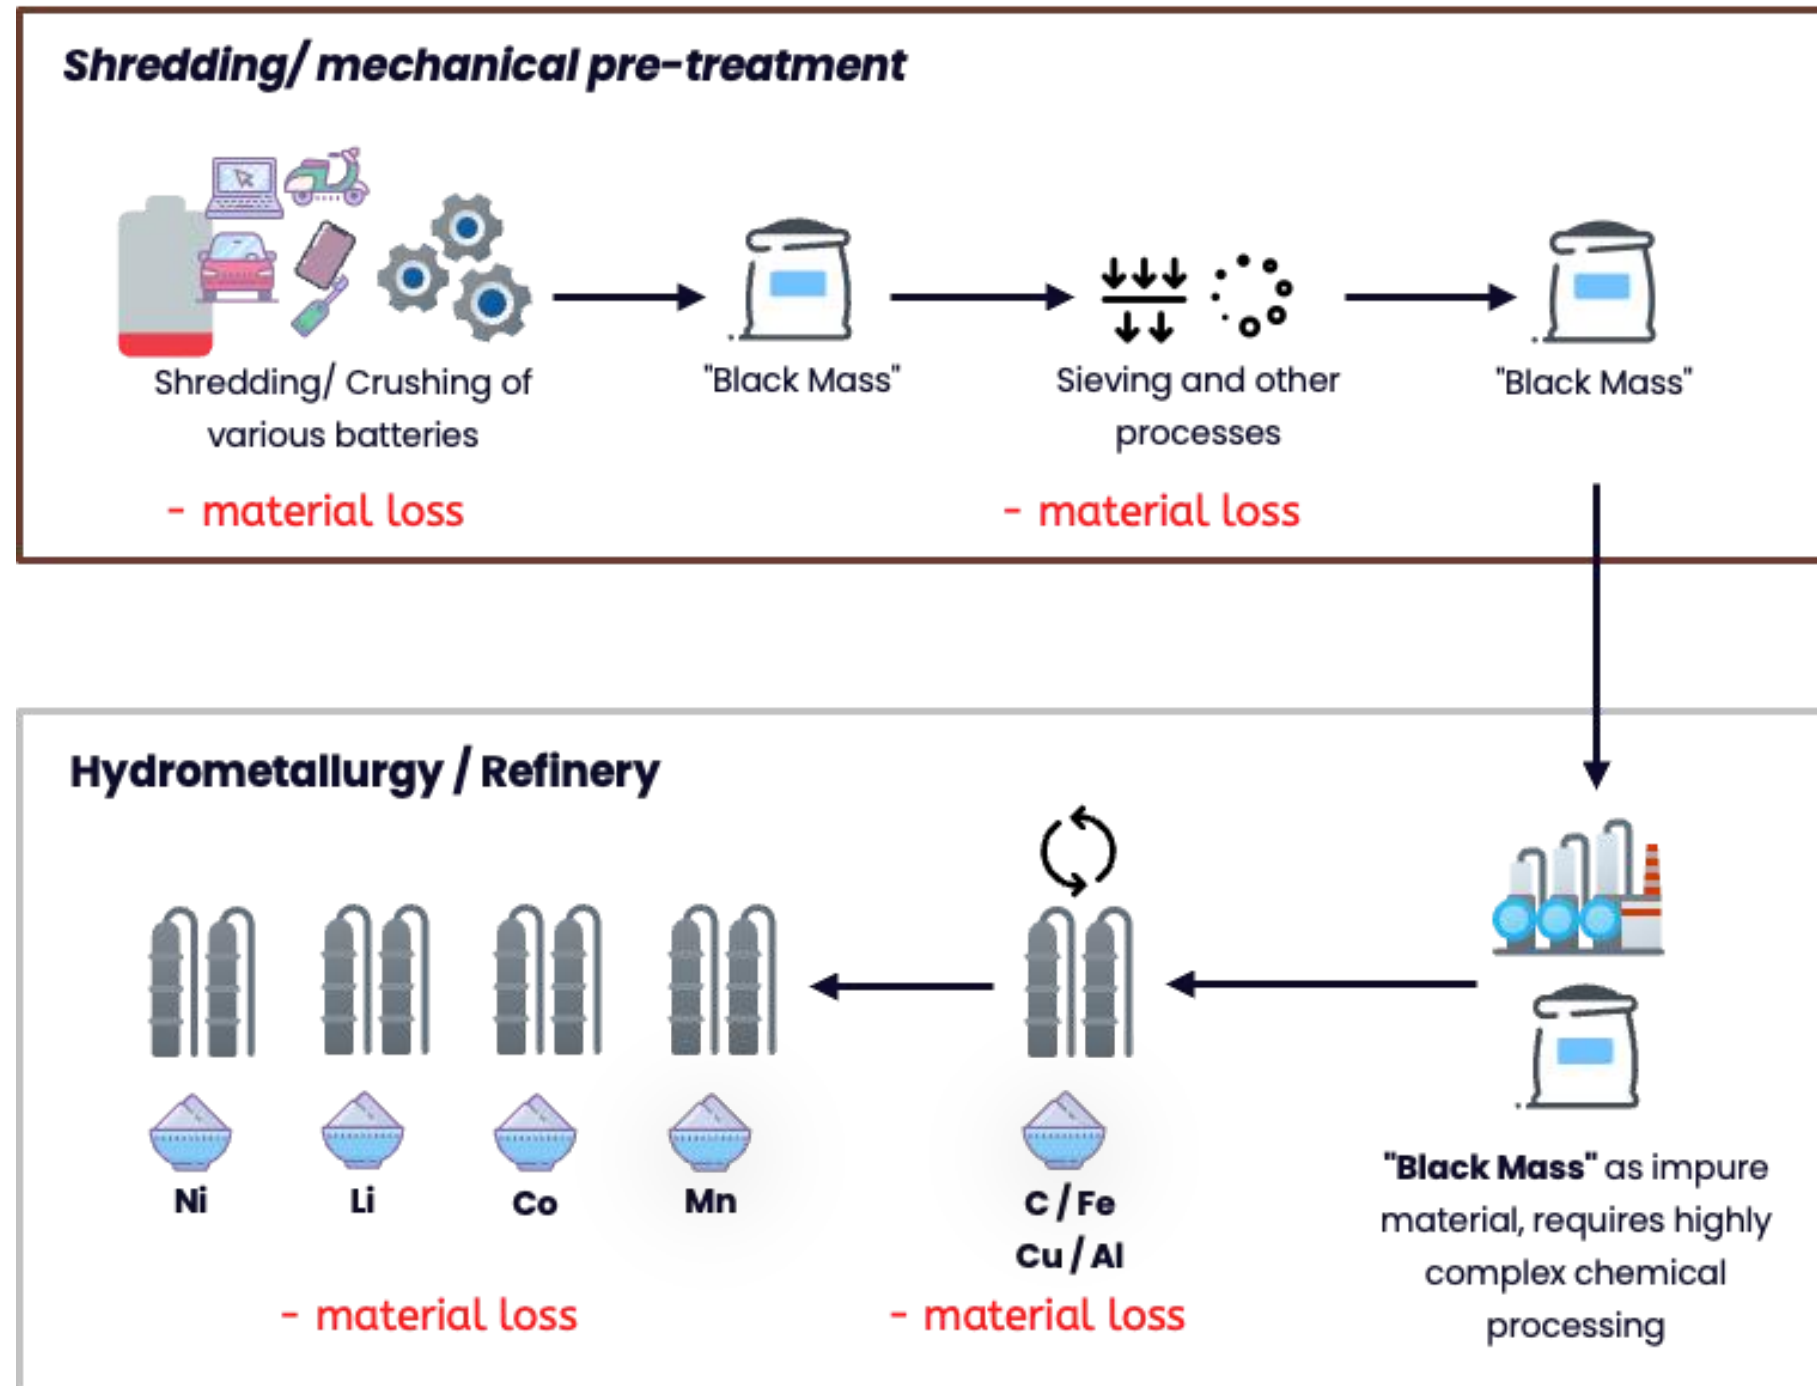 Shredding/ mechanical pre-treatment
Shredding/ Crushing of
various batteries
"Black Mass"
Sieving and other
processes
"Black Mass"
- material loss
- material loss
Hydrometallurgy / Refinery
Ni
Li
Co
Mn
C / Fe
Cu / Al
"Black Mass" as impure
material, requires highly
complex chemical
processing
- material loss
- material loss